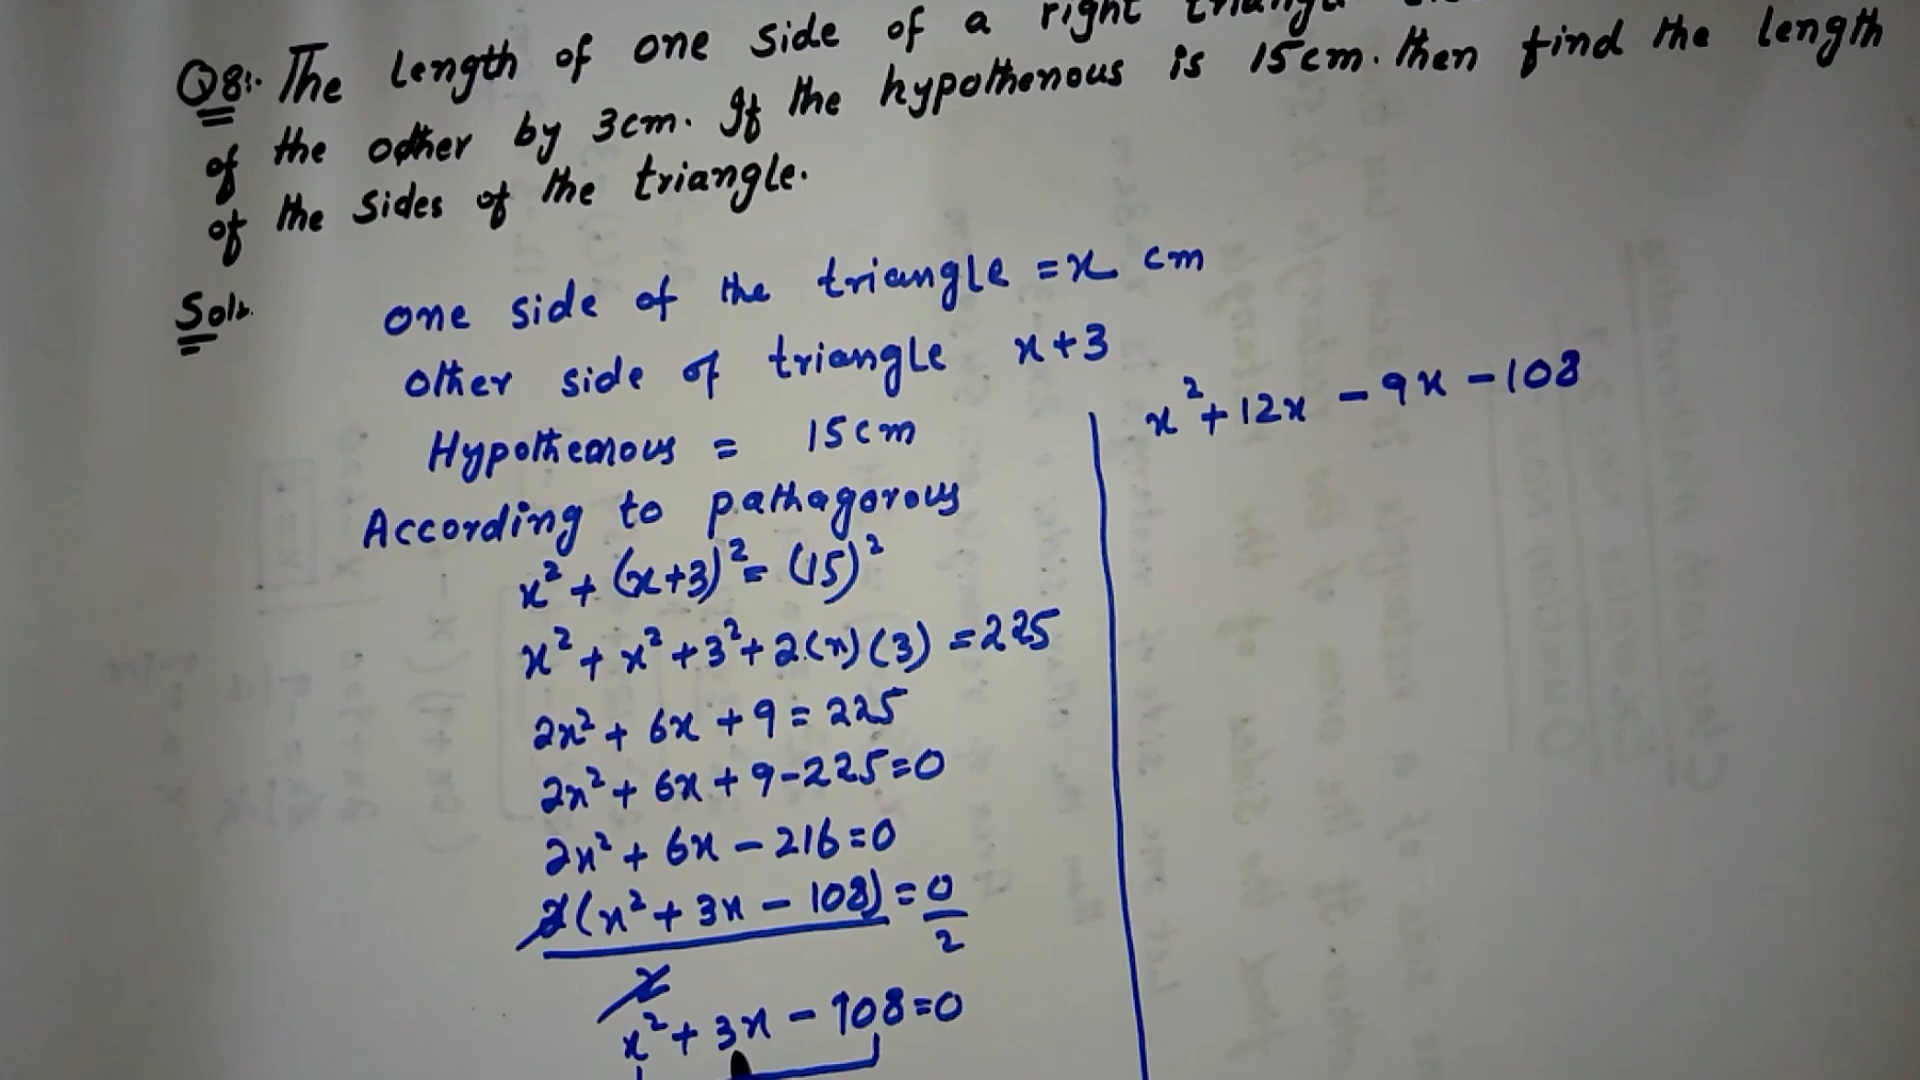 Q8:- The length of one side of a right
of the other by 3cm. If the hypothenous is 15cm. then find the length
of the sides of the triangle.
Sol:
one side of the triangle = x cm
other side of triangle x+3
Hypothenous = 15cm
According to pathagorous
x² + (x+3)² = (15)²
x² + x² + 3² + 2(x)(3) = 225
2x² + 6x + 9 = 225
2x² + 6x + 9 - 225 = 0
2x² + 6x - 216 = 0
2(x² + 3x - 108) = 0
2 2
x² + 3x - 108 = 0
x² + 12x - 9x - 108